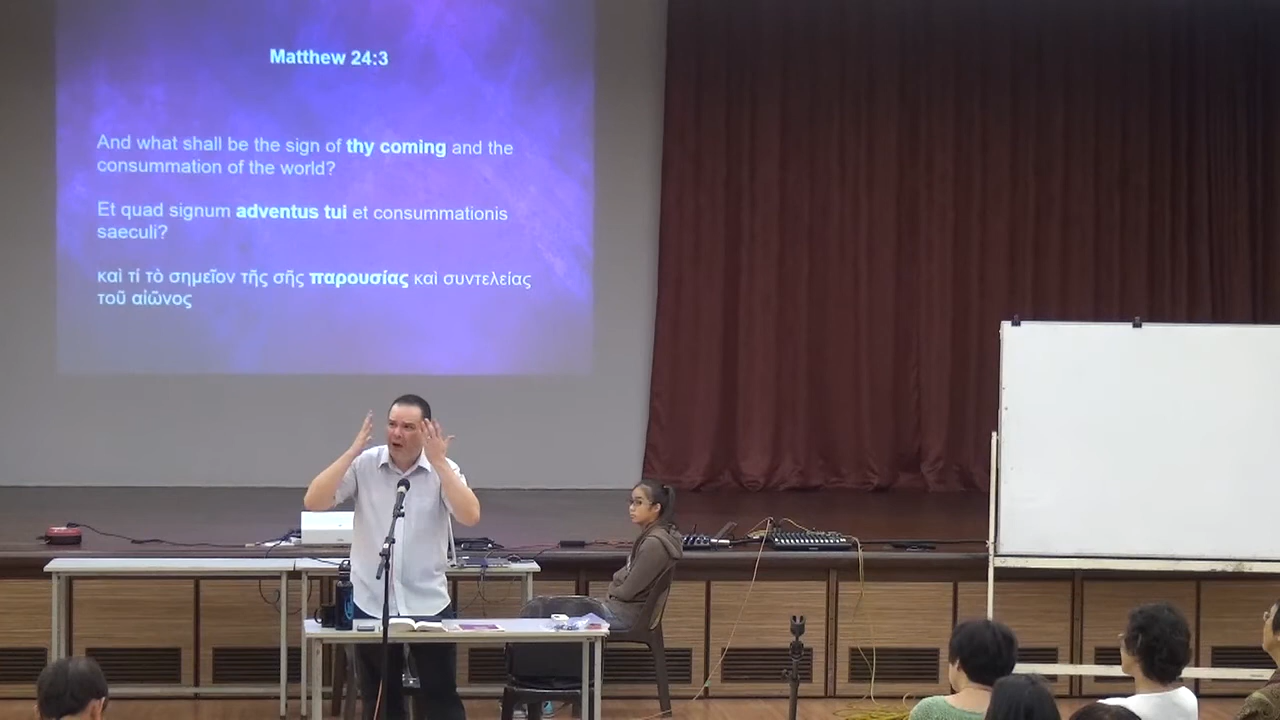 Matthew 24:3
And what shall be the sign of thy coming and the
consummation of the world?
Et quad signum adventus tui et consummationis
saeculi?
καὶ τί τὸ σημεῖον τῆς σῆς παρουσίας καὶ συντελείας
τοῦ αἰῶνος